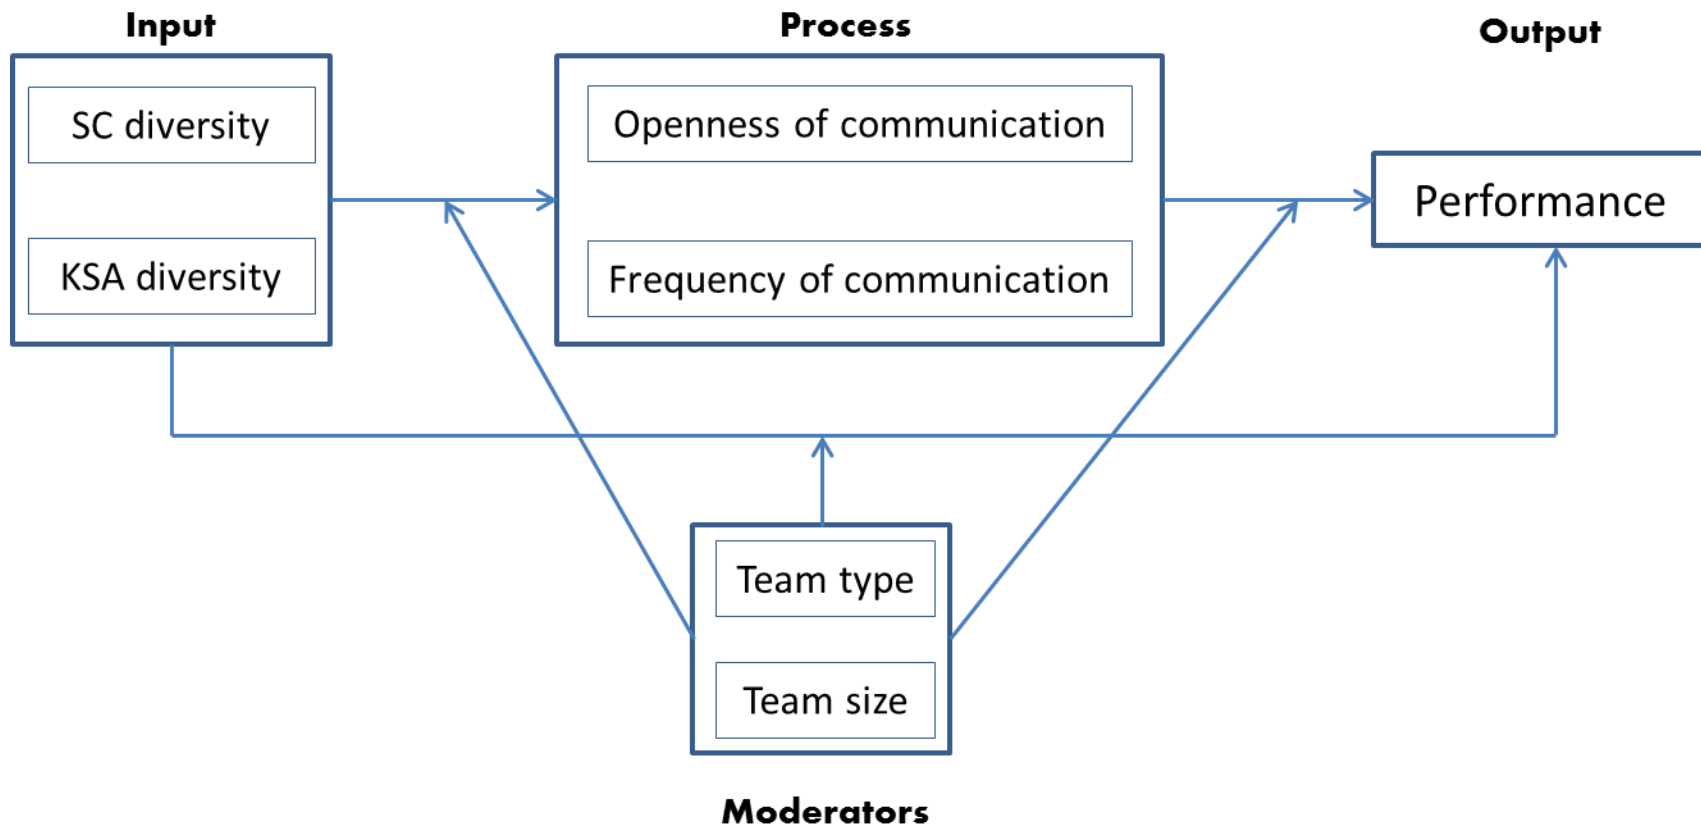 Input
Process
Output
SC diversity
KSA diversity
Openness of communication
Frequency of communication
Performance
Team type
Team size
Moderators